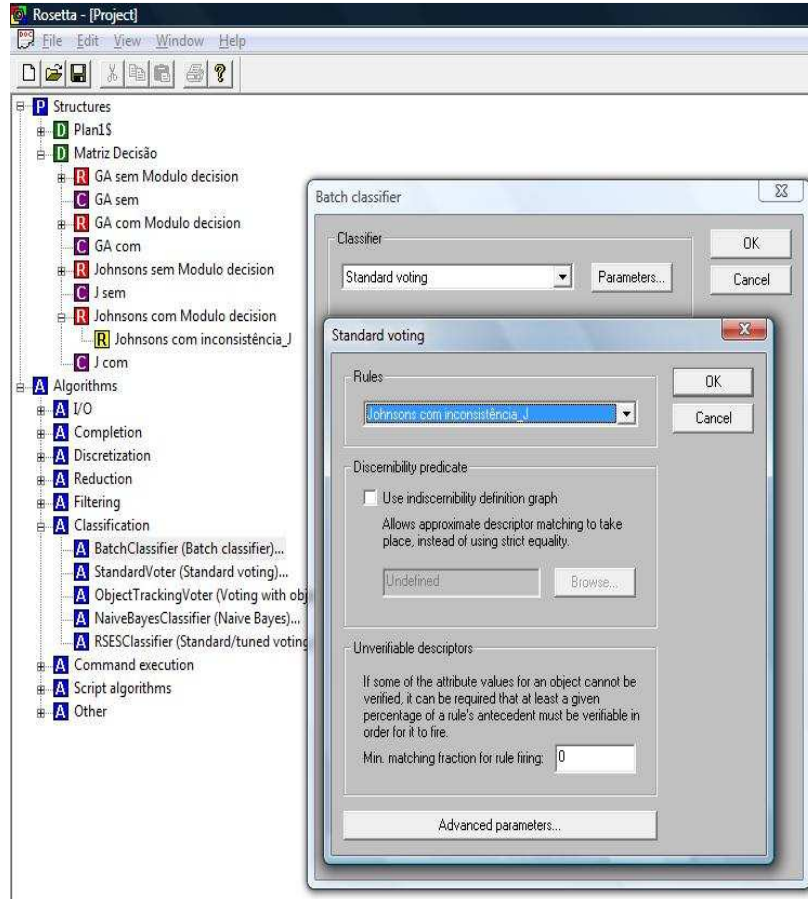 Rosetta - [Project]
File Edit View Window Help
P Structures
D Plan1$
D Matriz Decisão
R GA sem Modulo decision
C GA sem
R GA com Modulo decision
C GA com
R Johnsons sem Modulo decision
C J sem
R Johnsons com Modulo decision
R Johnsons com inconsistência_J
C J com
A Algorithms
A I/O
A Completion
A Discretization
A Reduction
A Filtering
A Classification
A BatchClassifier (Batch classifier)...
A StandardVoter (Standard voting)...
A ObjectTrackingVoter (Voting with obj
A NaiveBayesClassifier (Naive Bayes)...
A RSESClassifier (Standard/tuned voting
A Command execution
A Script algorithms
A Other
Batch classifier
Classifier
Standard voting
Parameters...
OK
Cancel
Standard voting
Rules
Johnsons com inconsistência_J
OK
Cancel
Discernibility predicate
Use indiscernibility definition graph
Allows approximate descriptor matching to take
place, instead of using strict equality.
Undefined
Browse...
Unverifiable descriptors
If some of the attribute values for an object cannot be
verified, it can be required that at least a given
percentage of a rule's antecedent must be verifiable in
order for it to fire.
Min. matching fraction for rule firing: 0
Advanced parameters...